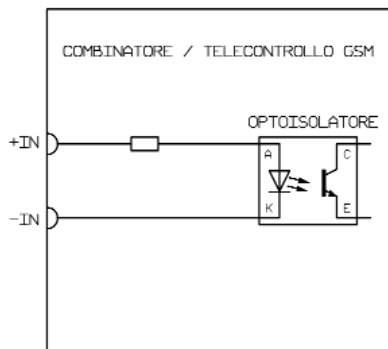 COMBINATORE / TELECONTROLLO GSM
OPTOISOLATORE
+IN
A
C
-IN
K
E